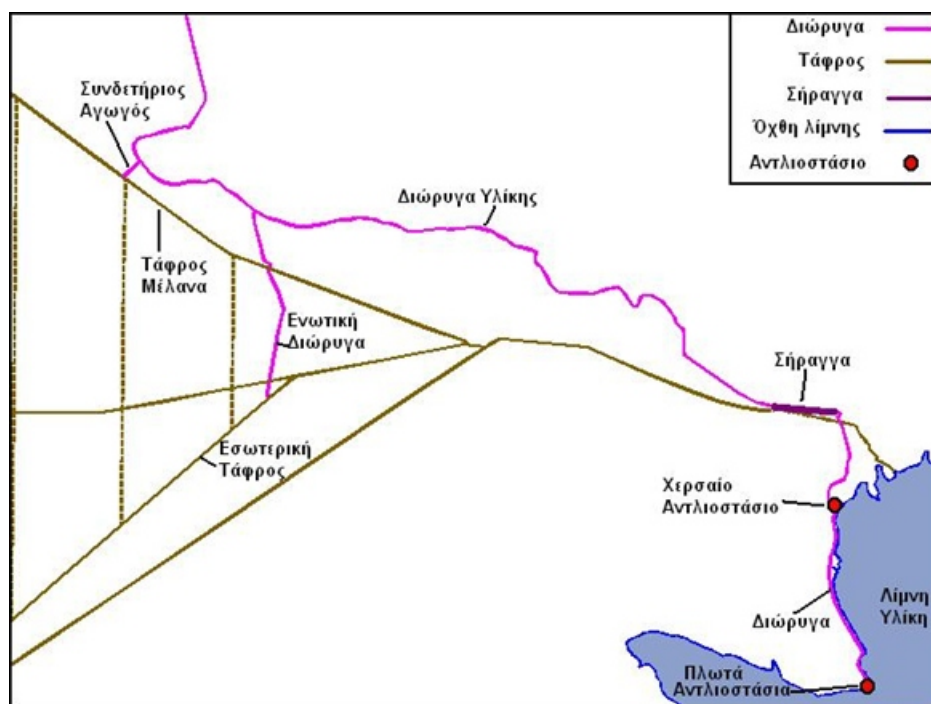 Διώρυγα
Τάφρος
Σήραγγα
Όχθη λίμνης
Αντλιοστάσιο
Συνδετήριος
Αγωγός
Διώρυγα Υλίκης
Τάφρος
Μέλανα
Ενωτική
Διώρυγα
Σήραγγα
Εσωτερική
Τάφρος
Χερσαίο
Αντλιοστάσιο
Λίμνη
Υλίκη
Διώρυγα
Πλωτά
Αντλιοστάσια